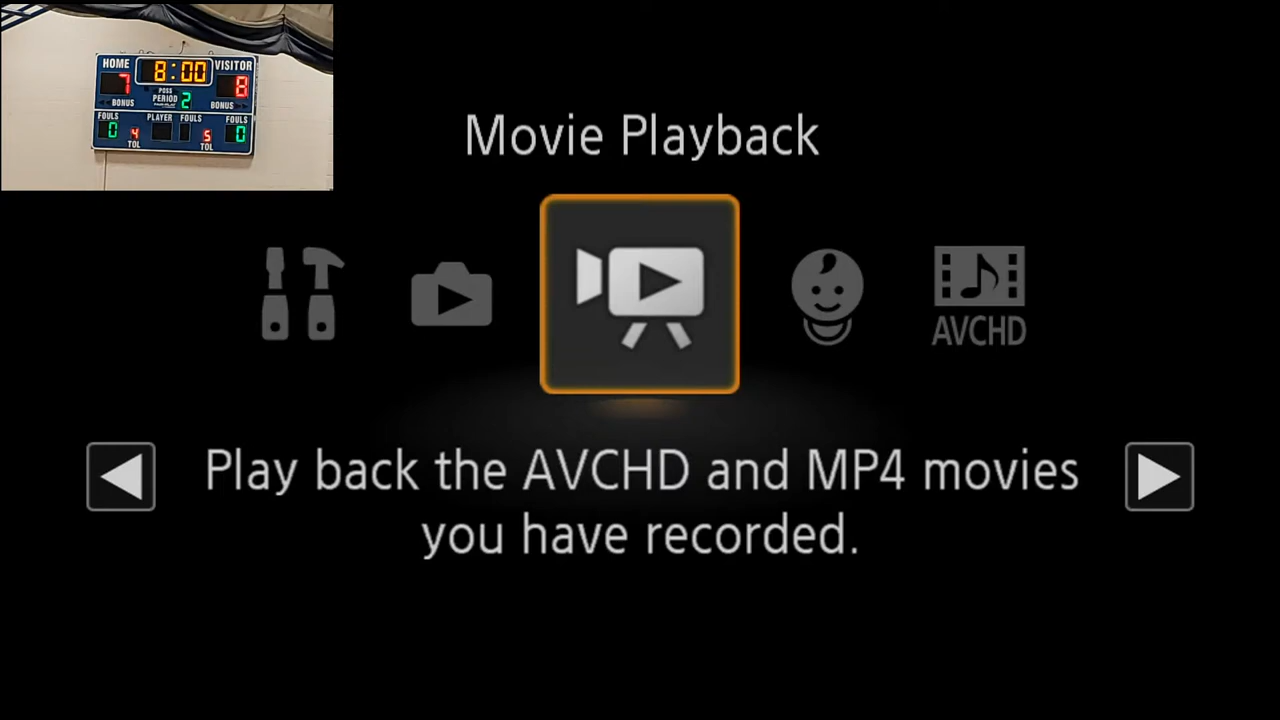 HOME 8:00 VISITOR
7 8
POSS
PERIOD 2
BONUS BONUS
FOULS PLAYER FOULS FOULS
0 4 5 0
TOL TOL
Movie Playback
AVCHD
Play back the AVCHD and MP4 movies
you have recorded.